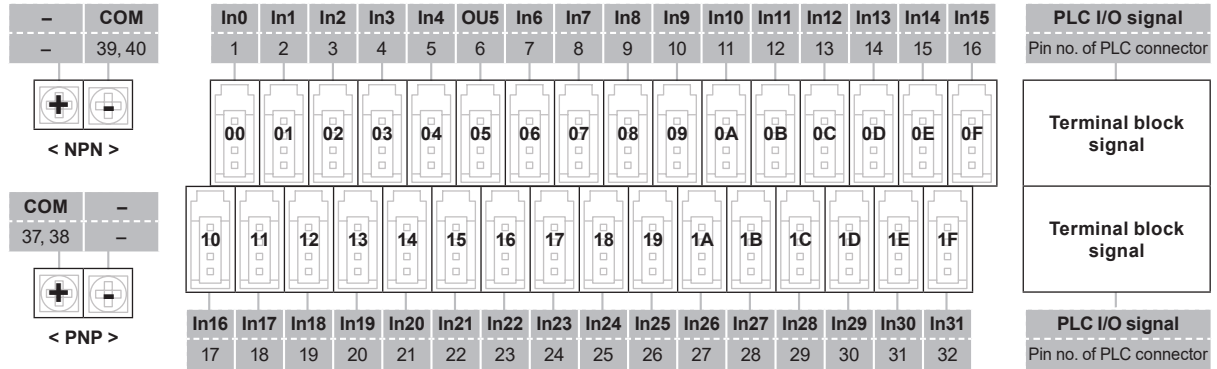 – COM In0 In1 In2 In3 In4 OU5 In6 In7 In8 In9 In10 In11 In12 In13 In14 In15 PLC I/O signal
– 39, 40 1 2 3 4 5 6 7 8 9 10 11 12 13 14 15 16 Pin no. of PLC connector
+ -
00 01 02 03 04 05 06 07 08 09 0A 0B 0C 0D 0E 0F Terminal block
signal
< NPN >
COM –
37, 38 –
10 11 12 13 14 15 16 17 18 19 1A 1B 1C 1D 1E 1F Terminal block
signal
+ -
< PNP >
In16 In17 In18 In19 In20 In21 In22 In23 In24 In25 In26 In27 In28 In29 In30 In31 PLC I/O signal
17 18 19 20 21 22 23 24 25 26 27 28 29 30 31 32 Pin no. of PLC connector